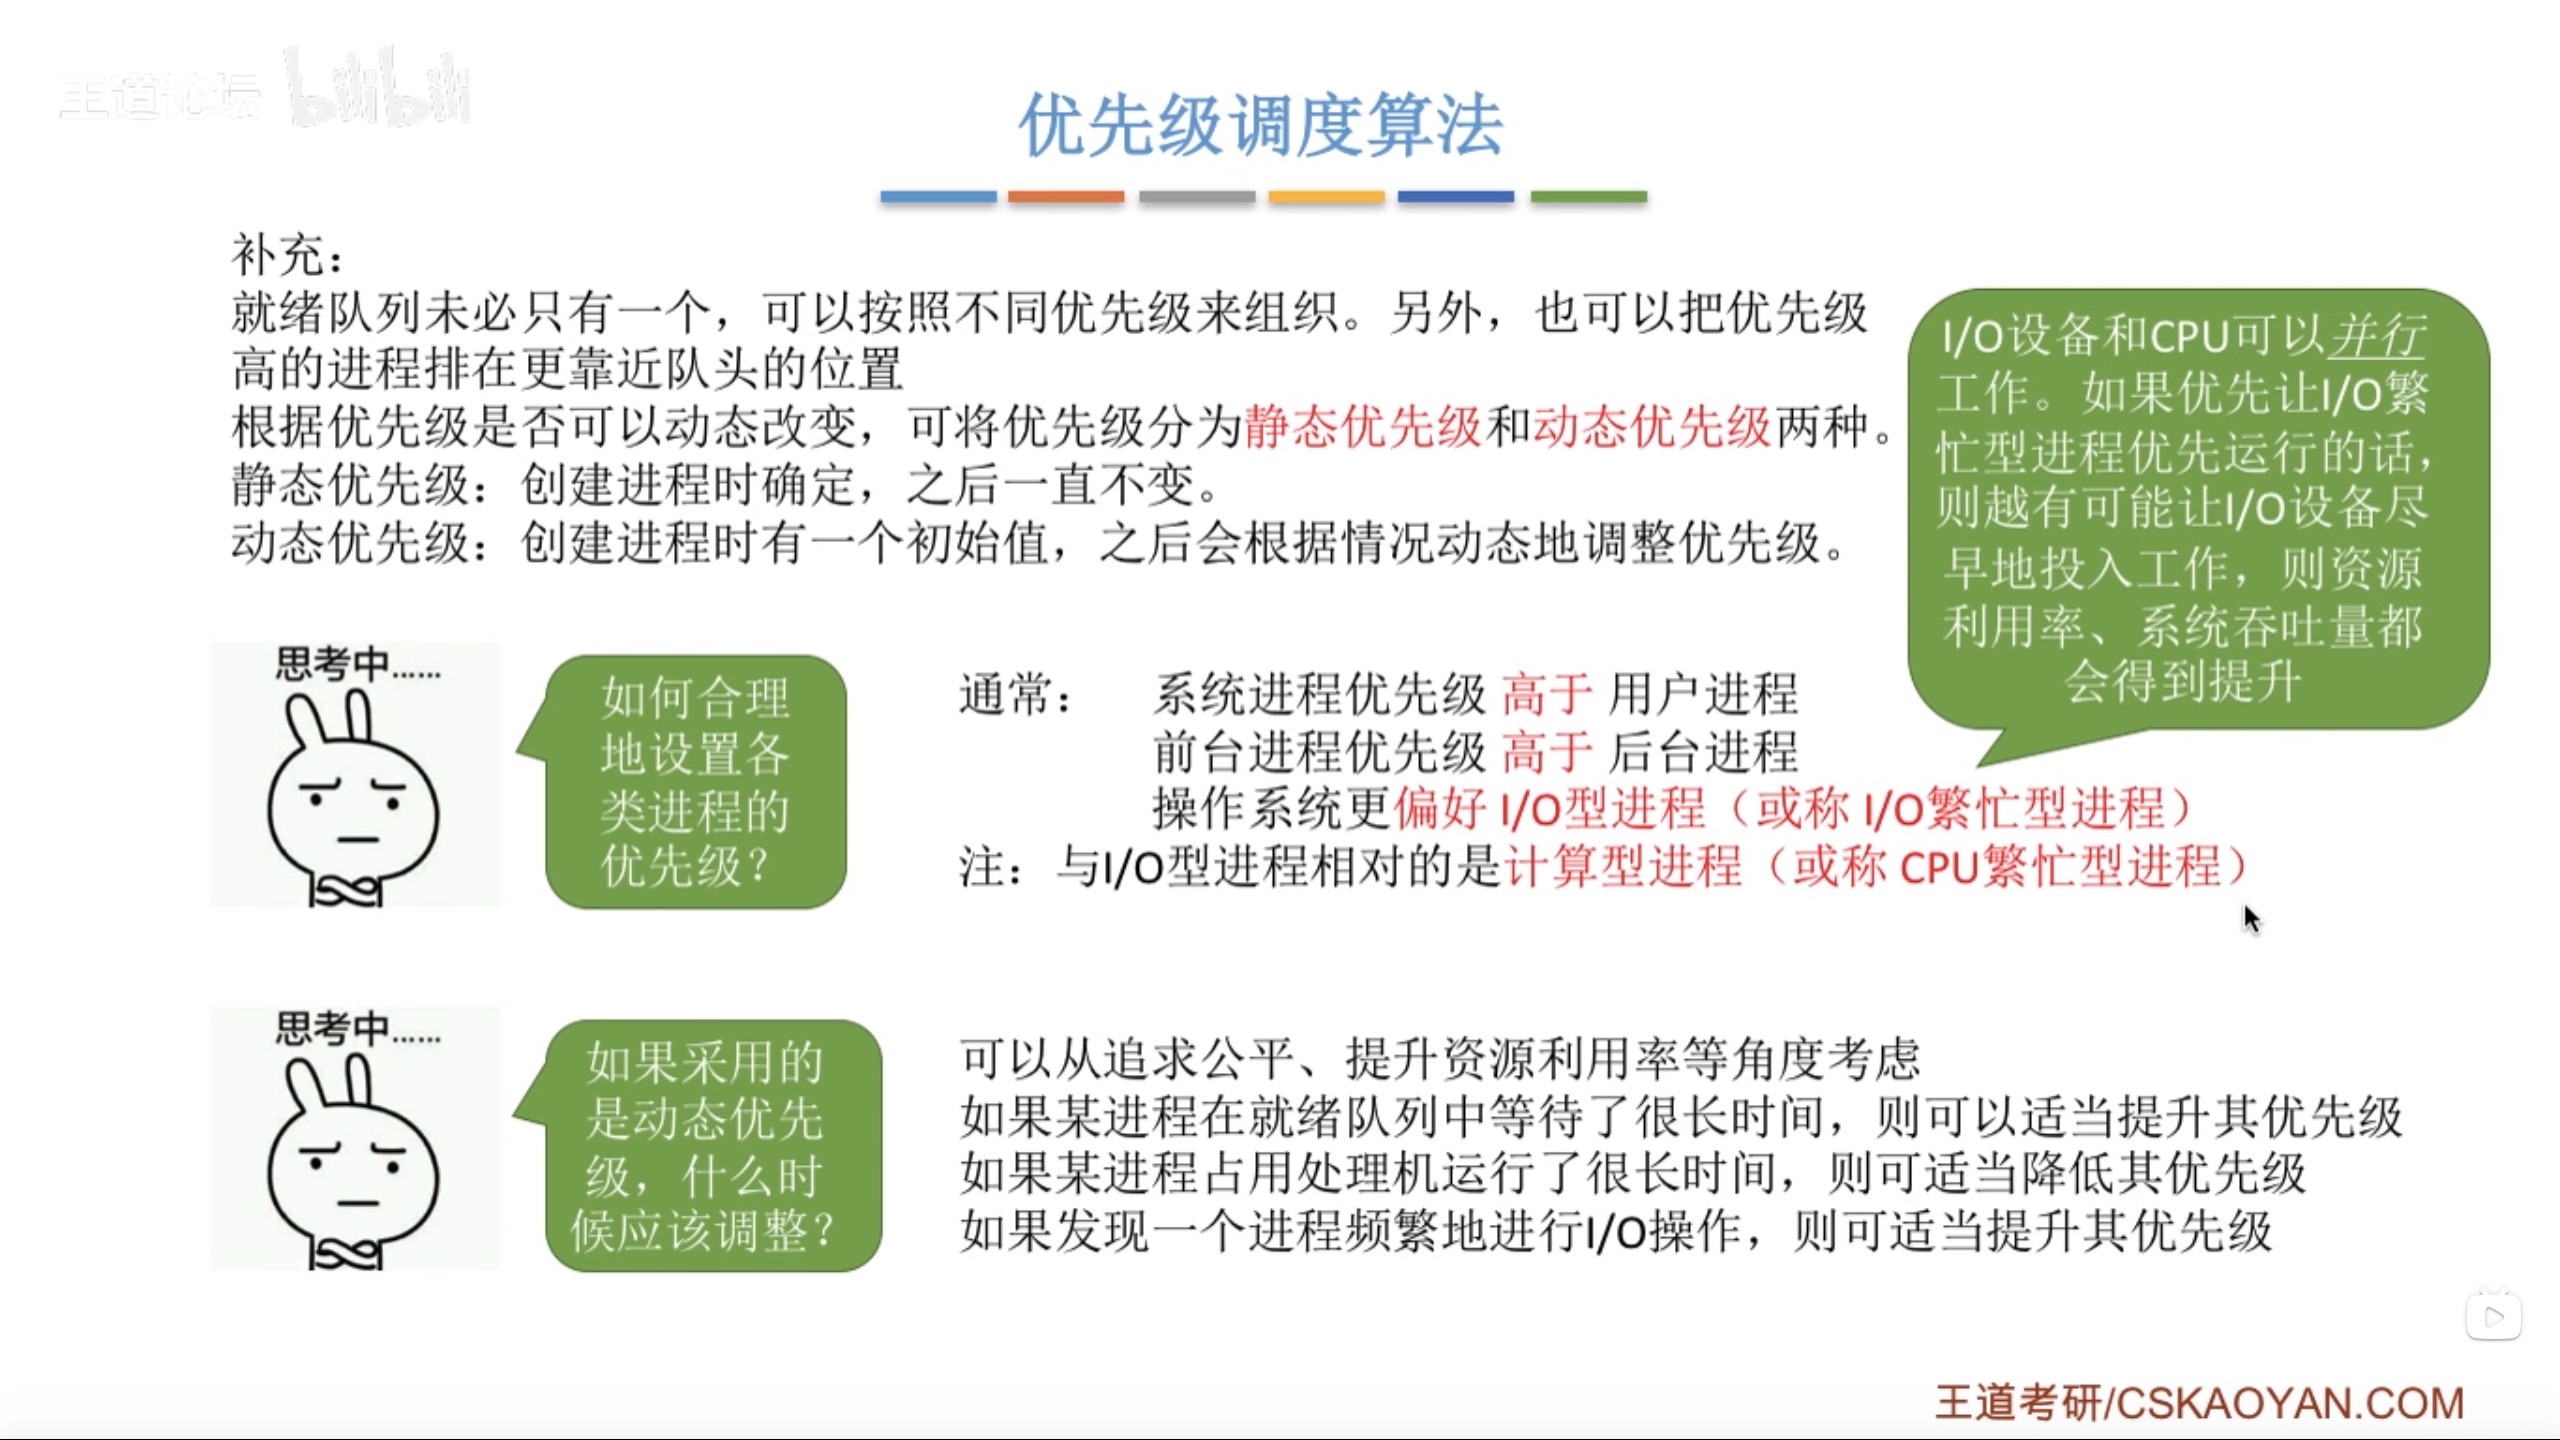 王道论坛 bilibili
优先级调度算法
补充：
就绪队列未必只有一个，可以按照不同优先级来组织。另外，也可以把优先级
高的进程排在更靠近队头的位置
根据优先级是否可以动态改变，可将优先级分为静态优先级和动态优先级两种。
静态优先级：创建进程时确定，之后一直不变。
动态优先级：创建进程时有一个初始值，之后会根据情况动态地调整优先级。
I/O设备和CPU可以并行
工作。如果优先让I/O繁
忙型进程优先运行的话，
则越有可能让I/O设备尽
早地投入工作，则资源
利用率、系统吞吐量都
会得到提升
思考中……
如何合理
地设置各
类进程的
优先级？
通常： 系统进程优先级 高于 用户进程
前台进程优先级 高于 后台进程
操作系统更偏好 I/O型进程（或称 I/O繁忙型进程）
注：与I/O型进程相对的是计算型进程（或称 CPU繁忙型进程）
思考中……
如果采用的
是动态优先
级，什么时
候应该调整？
可以从追求公平、提升资源利用率等角度考虑
如果某进程在就绪队列中等待了很长时间，则可以适当提升其优先级
如果某进程占用处理机运行了很长时间，则可适当降低其优先级
如果发现一个进程频繁地进行I/O操作，则可适当提升其优先级
王道考研/CSKAOYAN.COM